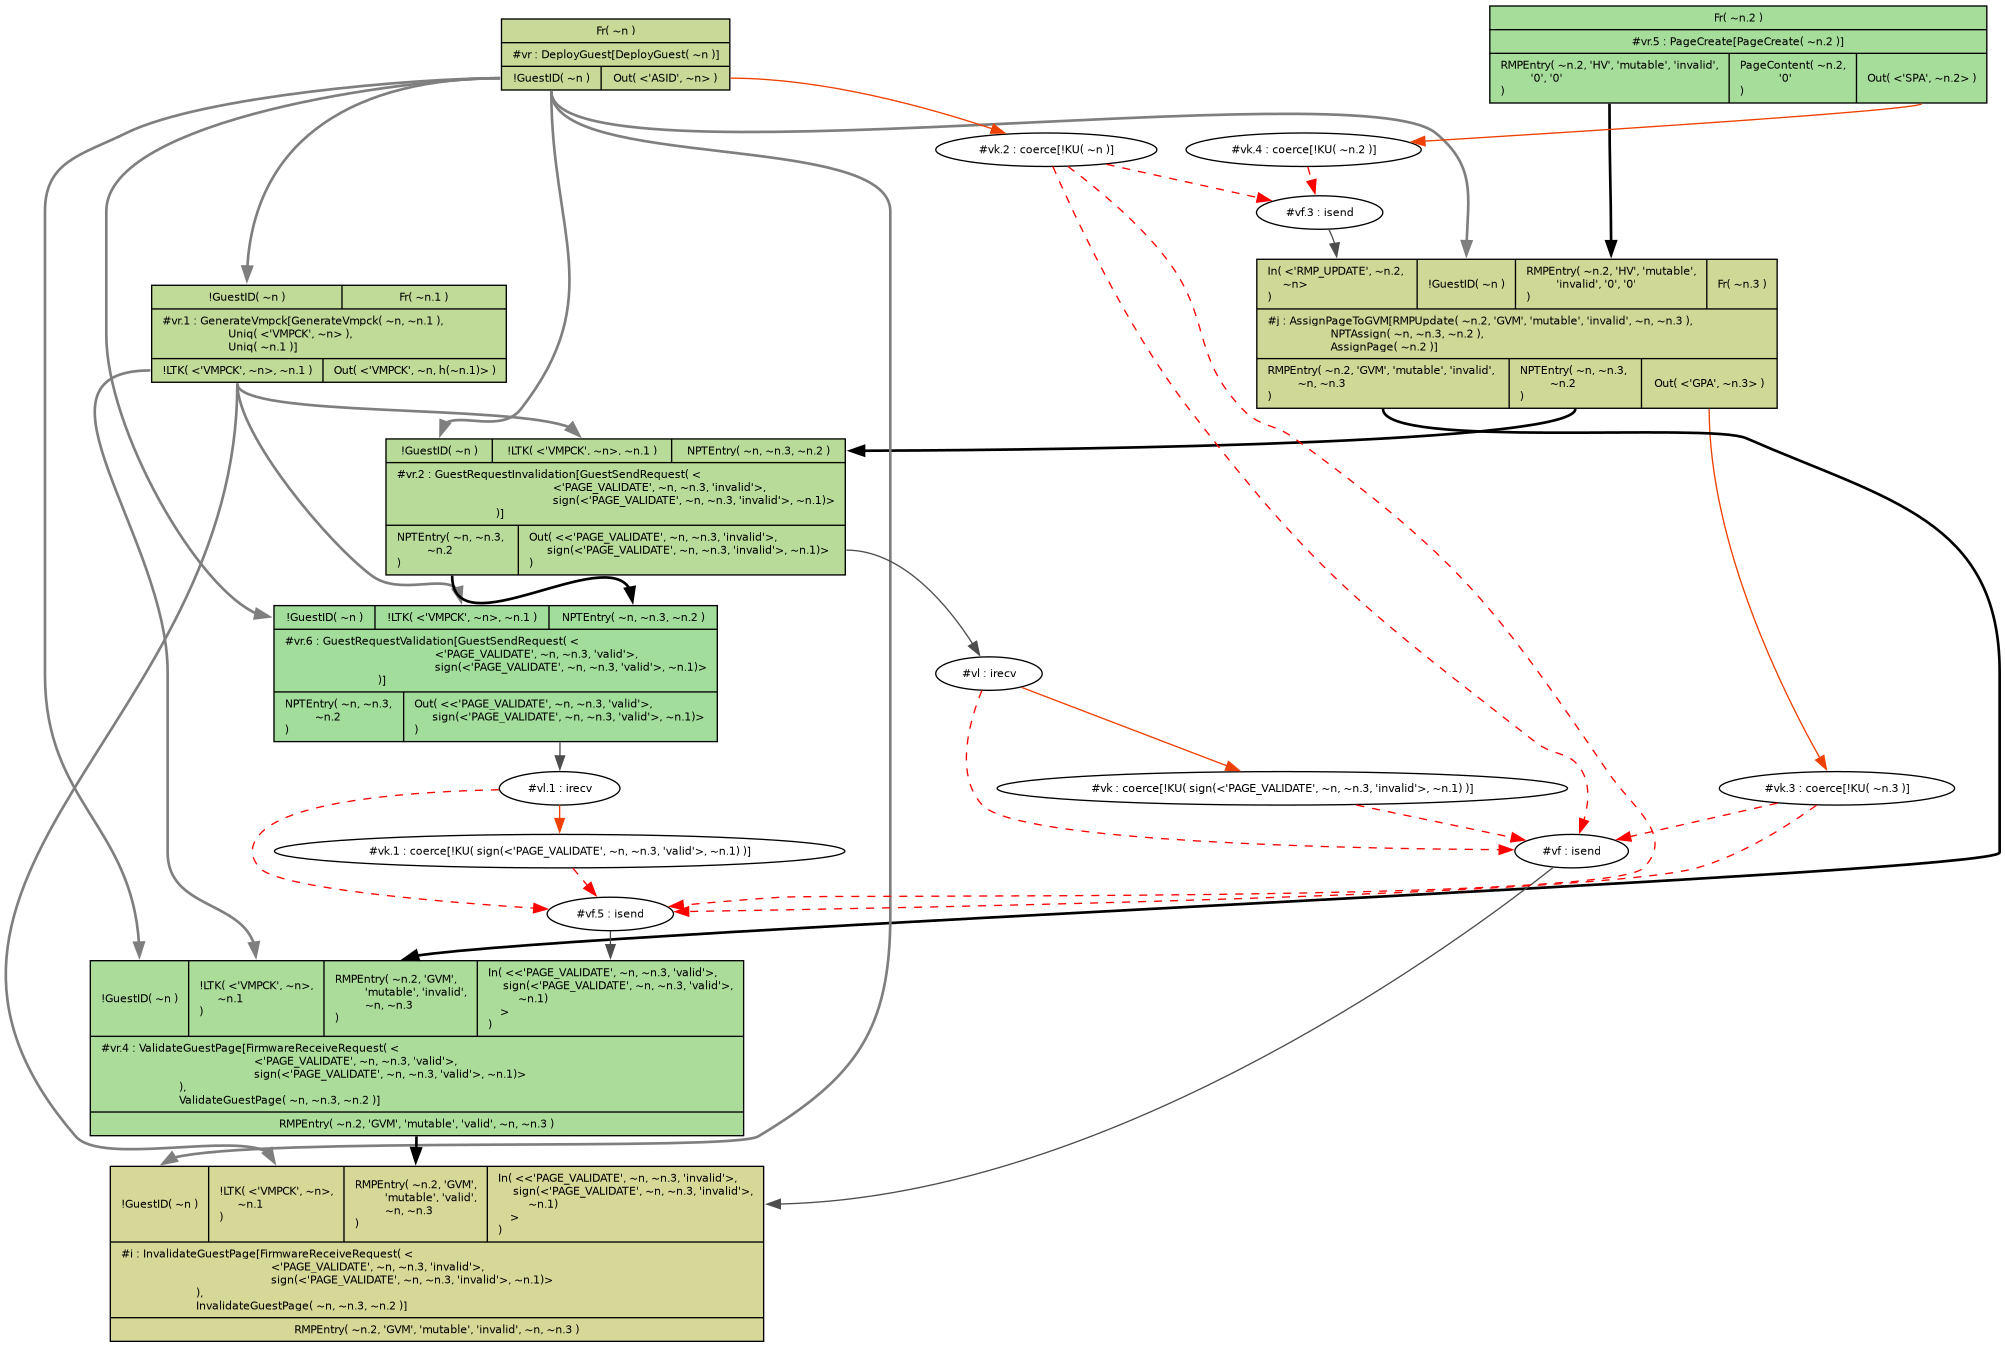 Fr( ~n )
#vr : DeployGuest[DeployGuest( ~n )]
!GuestID( ~n )
Out( <'ASID', ~n> )
Fr( ~n.2 )
#vr.5 : PageCreate[PageCreate( ~n.2 )]
RMPEntry( ~n.2, 'HV', 'mutable', 'invalid',
'0', '0'
)
PageContent( ~n.2,
'0'
)
Out( <'SPA', ~n.2> )
#vk.2 : coerce[!KU( ~n )]
#vk.4 : coerce[!KU( ~n.2 )]
#vf.3 : isend
In( <'RMP_UPDATE', ~n.2,
~n>
)
!GuestID( ~n )
RMPEntry( ~n.2, 'HV', 'mutable',
'invalid', '0', '0'
)
Fr( ~n.3 )
#j : AssignPageToGVM[RMPUpdate( ~n.2, 'GVM', 'mutable', 'invalid', ~n, ~n.3 ),
NPTAssign( ~n, ~n.3, ~n.2 ),
AssignPage( ~n.2 )]
RMPEntry( ~n.2, 'GVM', 'mutable', 'invalid',
~n, ~n.3
)
NPTEntry( ~n, ~n.3,
~n.2
)
Out( <'GPA', ~n.3> )
!GuestID( ~n )
Fr( ~n.1 )
#vr.1 : GenerateVmpck[GenerateVmpck( ~n, ~n.1 ),
Uniq( <'VMPCK', ~n> ),
Uniq( ~n.1 )]
!LTK( <'VMPCK', ~n>, ~n.1 )
Out( <'VMPCK', ~n, h(~n.1)> )
!GuestID( ~n )
!LTK( <'VMPCK', ~n>, ~n.1 )
NPTEntry( ~n, ~n.3, ~n.2 )
#vr.2 : GuestRequestInvalidation[GuestSendRequest( <
<'PAGE_VALIDATE', ~n, ~n.3, 'invalid'>,
sign(<'PAGE_VALIDATE', ~n, ~n.3, 'invalid'>, ~n.1)>
)]
NPTEntry( ~n, ~n.3,
~n.2
)
Out( <<'PAGE_VALIDATE', ~n, ~n.3, 'invalid'>,
sign(<'PAGE_VALIDATE', ~n, ~n.3, 'invalid'>, ~n.1)>
)
!GuestID( ~n )
!LTK( <'VMPCK', ~n>, ~n.1 )
NPTEntry( ~n, ~n.3, ~n.2 )
#vr.6 : GuestRequestValidation[GuestSendRequest( <
<'PAGE_VALIDATE', ~n, ~n.3, 'valid'>,
sign(<'PAGE_VALIDATE', ~n, ~n.3, 'valid'>, ~n.1)>
)]
NPTEntry( ~n, ~n.3,
~n.2
)
Out( <<'PAGE_VALIDATE', ~n, ~n.3, 'valid'>,
sign(<'PAGE_VALIDATE', ~n, ~n.3, 'valid'>, ~n.1)>
)
#vl : irecv
#vl.1 : irecv
#vk : coerce[!KU( sign(<'PAGE_VALIDATE', ~n, ~n.3, 'invalid'>, ~n.1) )]
#vk.3 : coerce[!KU( ~n.3 )]
#vk.1 : coerce[!KU( sign(<'PAGE_VALIDATE', ~n, ~n.3, 'valid'>, ~n.1) )]
#vf : isend
#vf.5 : isend
!GuestID( ~n )
!LTK( <'VMPCK', ~n>,
~n.1
)
RMPEntry( ~n.2, 'GVM',
'mutable', 'invalid',
~n, ~n.3
)
In( <<'PAGE_VALIDATE', ~n, ~n.3, 'valid'>,
sign(<'PAGE_VALIDATE', ~n, ~n.3, 'valid'>,
~n.1)
>
)
#vr.4 : ValidateGuestPage[FirmwareReceiveRequest( <
<'PAGE_VALIDATE', ~n, ~n.3, 'valid'>,
sign(<'PAGE_VALIDATE', ~n, ~n.3, 'valid'>, ~n.1)>
),
ValidateGuestPage( ~n, ~n.3, ~n.2 )]
RMPEntry( ~n.2, 'GVM', 'mutable', 'valid', ~n, ~n.3 )
!GuestID( ~n )
!LTK( <'VMPCK', ~n>,
~n.1
)
RMPEntry( ~n.2, 'GVM',
'mutable', 'valid',
~n, ~n.3
)
In( <<'PAGE_VALIDATE', ~n, ~n.3, 'invalid'>,
sign(<'PAGE_VALIDATE', ~n, ~n.3, 'invalid'>,
~n.1)
>
)
#i : InvalidateGuestPage[FirmwareReceiveRequest( <
<'PAGE_VALIDATE', ~n, ~n.3, 'invalid'>,
sign(<'PAGE_VALIDATE', ~n, ~n.3, 'invalid'>, ~n.1)>
),
InvalidateGuestPage( ~n, ~n.3, ~n.2 )]
RMPEntry( ~n.2, 'GVM', 'mutable', 'invalid', ~n, ~n.3 )